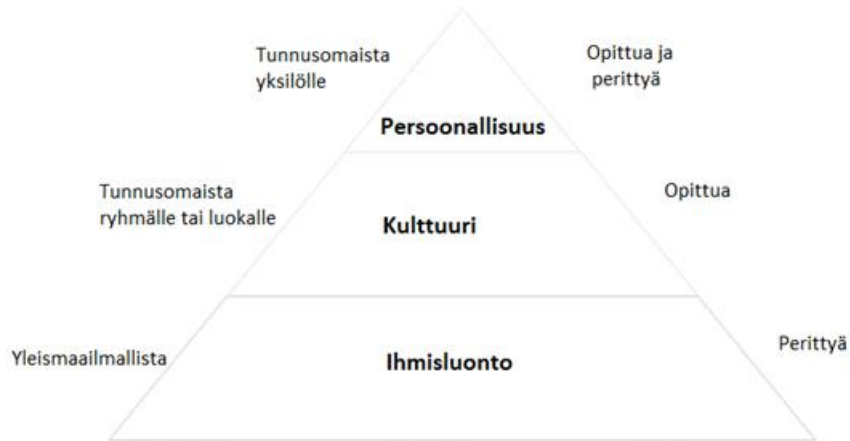 Tunnusomaista
yksilölle
Opittua ja
perittyä
Persoonallisuus
Tunnusomaista
ryhmälle tai luokalle
Opittua
Kulttuuri
Yleismaailmallista
Ihmisluonto
Perittyä